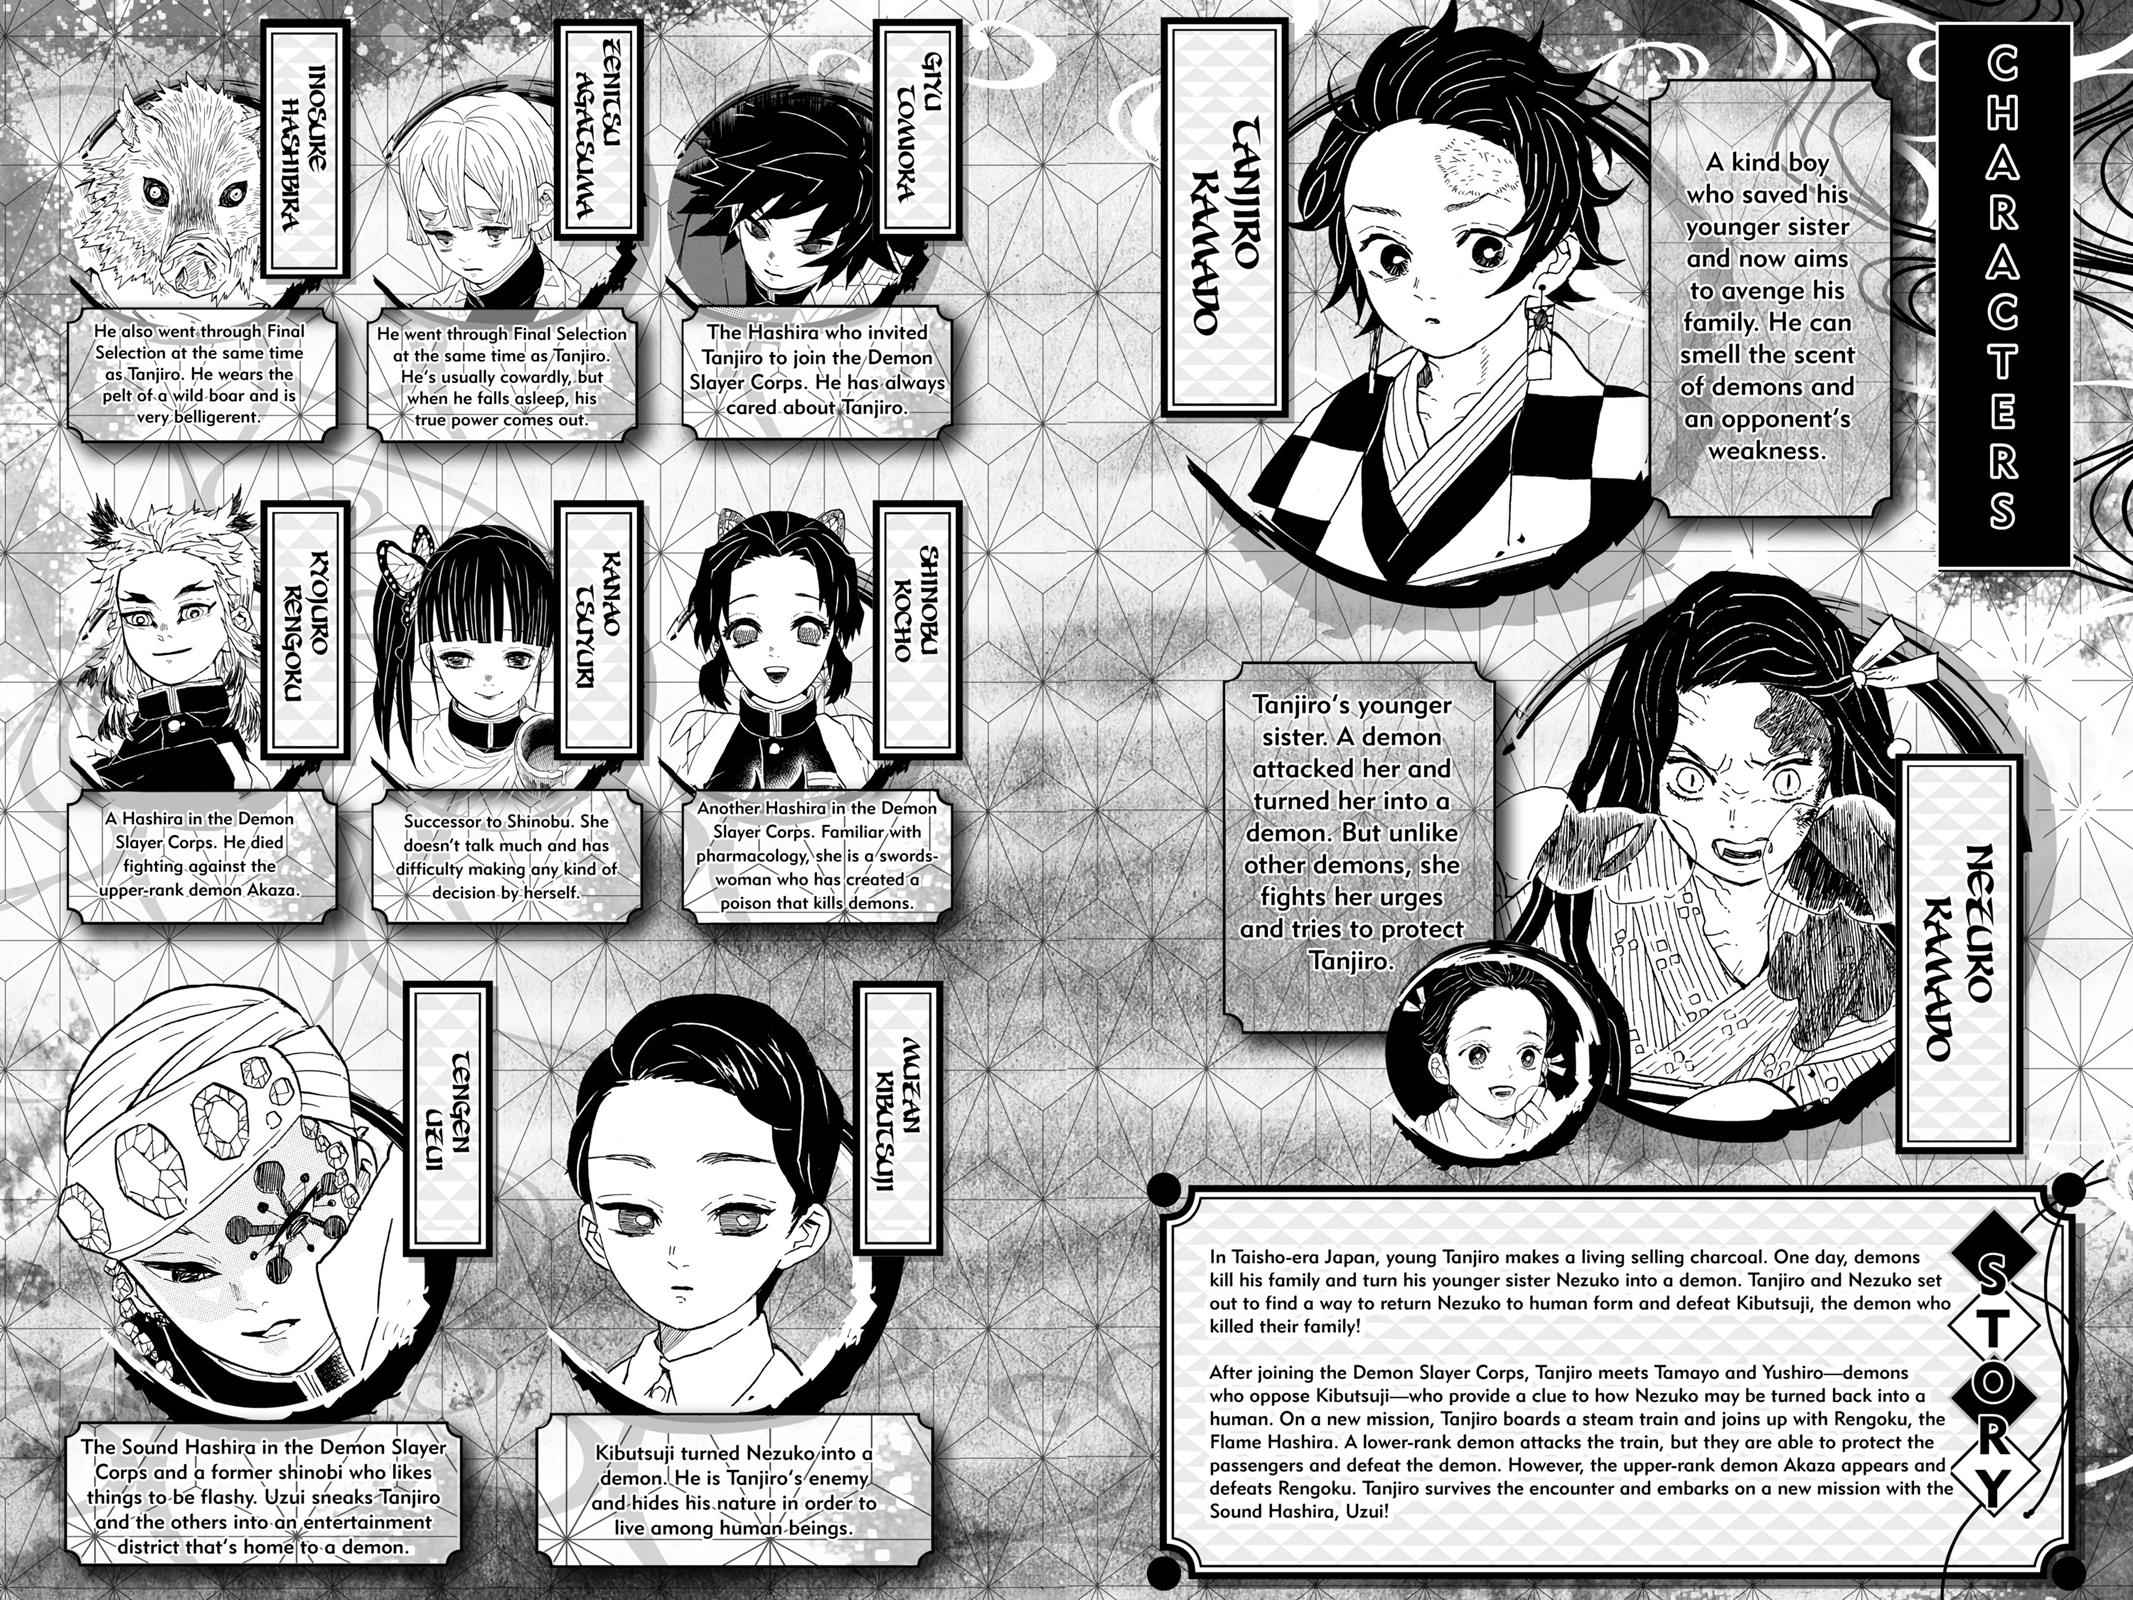 CHARACTERS
TANJIRO
KAMADO
A kind boy
who saved his
younger sister
and now aims
to avenge his
family. He can
smell the scent
of demons and
an opponent's
weakness.
NEZUKO
KAMADO
Tanjiro's younger
sister. A demon
attacked her and
turned her into a
demon. But unlike
other demons, she
fights her urges
and tries to protect
Tanjiro.
STORY
In Taisho-era Japan, young Tanjiro makes a living selling charcoal. One day, demons
kill his family and turn his younger sister Nezuko into a demon. Tanjiro and Nezuko set
out to find a way to return Nezuko to human form and defeat Kibutsuji, the demon who
killed their family!
After joining the Demon Slayer Corps, Tanjiro meets Tamayo and Yushiro—demons
who oppose Kibutsuji—who provide a clue to how Nezuko may be turned back into a
human. On a new mission, Tanjiro boards a steam train and joins up with Rengoku, the
Flame Hashira. A lower-rank demon attacks the train, but they are able to protect the
passengers and defeat the demon. However, the upper-rank demon Akaza appears and
defeats Rengoku. Tanjiro survives the encounter and embarks on a new mission with the
Sound Hashira, Uzui!
GIYU
TOMIOKA
The Hashira who invited
Tanjiro to join the Demon
Slayer Corps. He has always
cared about Tanjiro.
ZENITSU
AGATSUMA
He went through Final Selection
at the same time as Tanjiro.
He's usually cowardly, but
when he falls asleep, his
true power comes out.
INOSUKE
HASHIBIRA
He also went through Final
Selection at the same time
as Tanjiro. He wears the
pelt of a wild boar and is
very belligerent.
SHINOBU
KOCHO
Another Hashira in the Demon
Slayer Corps. Familiar with
pharmacology, she is a swords-
woman who has created a
poison that kills demons.
KANAO
TSUYURI
Successor to Shinobu. She
doesn't talk much and has
difficulty making any kind of
decision by herself.
KYOJURO
RENGOKU
A Hashira in the Demon
Slayer Corps. He died
fighting against the
upper-rank demon Akaza.
MUZAN
KIBUTSUJI
Kibutsuji turned Nezuko into a
demon. He is Tanjiro's enemy
and hides his nature in order to
live among human beings.
TENGEN
UZUI
The Sound Hashira in the Demon Slayer
Corps and a former shinobi who likes
things to be flashy. Uzui sneaks Tanjiro
and the others into an entertainment
district that's home to a demon.